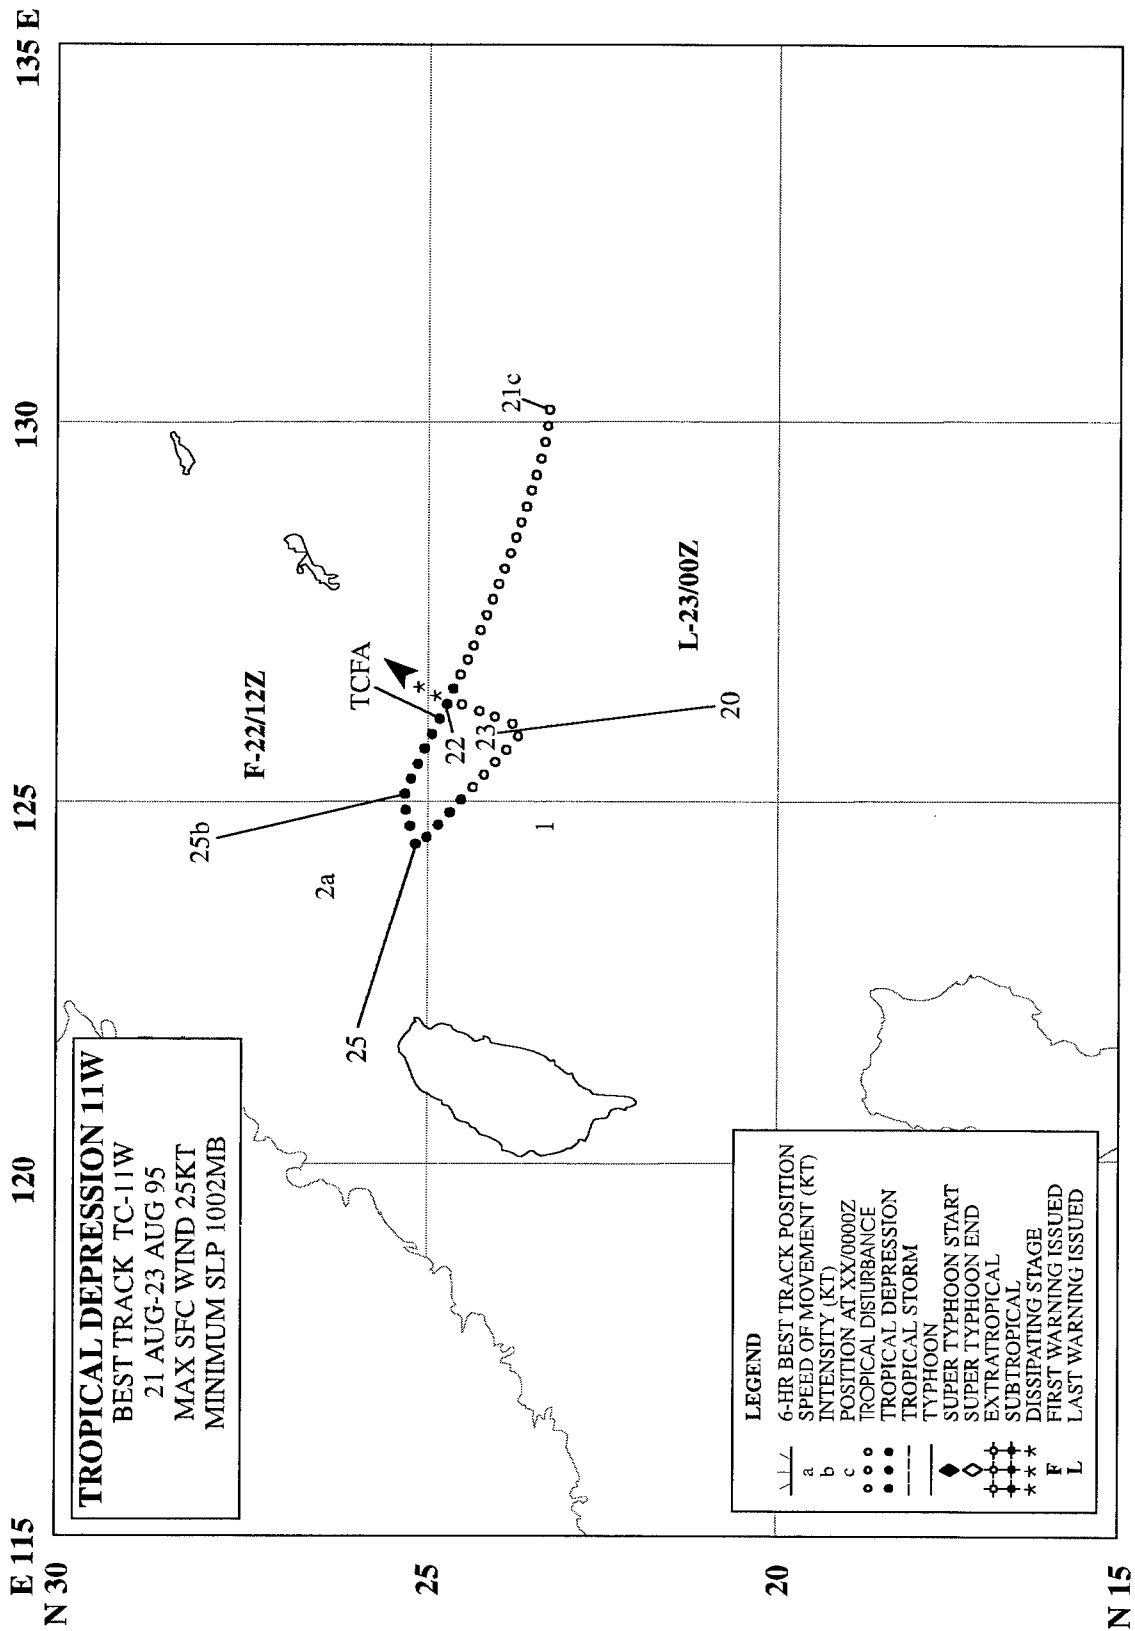 TROPICAL DEPRESSION 11W
BEST TRACK TC-11W
21 AUG-23 AUG 95
MAX SFC WIND 25KT
MINIMUM SLP 1002MB
E 115
120
125
130
135 E
N 30
25
20
N 15
F-22/12Z
25b
2a
25
TCFA
22
23
20
21c
1
L-23/00Z
LEGEND
6-HR BEST TRACK POSITION
a SPEED OF MOVEMENT (KT)
b INTENSITY (KT)
c POSITION AT XX/0000Z
TROPICAL DISTURBANCE
TROPICAL DEPRESSION
TROPICAL STORM
TYPHOON
SUPER TYPHOON START
SUPER TYPHOON END
EXTRATROPICAL
SUBTROPICAL
*** DISSIPATING STAGE
F FIRST WARNING ISSUED
L LAST WARNING ISSUED